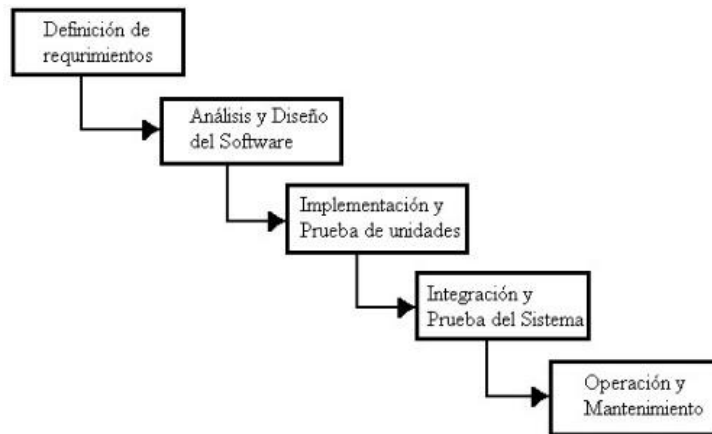 Definición de
requrimientos
Análisis y Diseño
del Software
Implementación y
Prueba de unidades
Integración y
Prueba del Sistema
Operación y
Mantenimiento